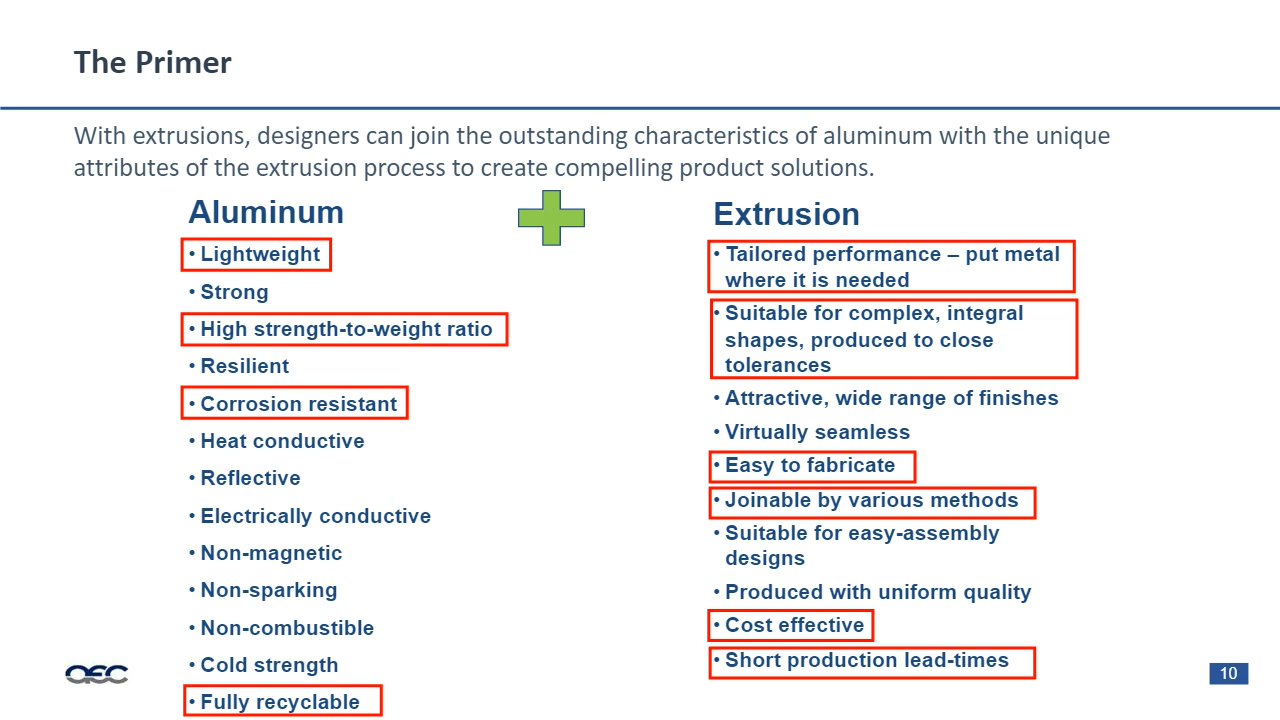 The Primer
With extrusions, designers can join the outstanding characteristics of aluminum with the unique
attributes of the extrusion process to create compelling product solutions.
Aluminum
• Lightweight
• Strong
• High strength-to-weight ratio
• Resilient
• Corrosion resistant
• Heat conductive
• Reflective
• Electrically conductive
• Non-magnetic
• Non-sparking
• Non-combustible
• Cold strength
• Fully recyclable
Extrusion
• Tailored performance – put metal
where it is needed
• Suitable for complex, integral
shapes, produced to close
tolerances
• Attractive, wide range of finishes
• Virtually seamless
• Easy to fabricate
• Joinable by various methods
• Suitable for easy-assembly
designs
• Produced with uniform quality
• Cost effective
• Short production lead-times
aec
10